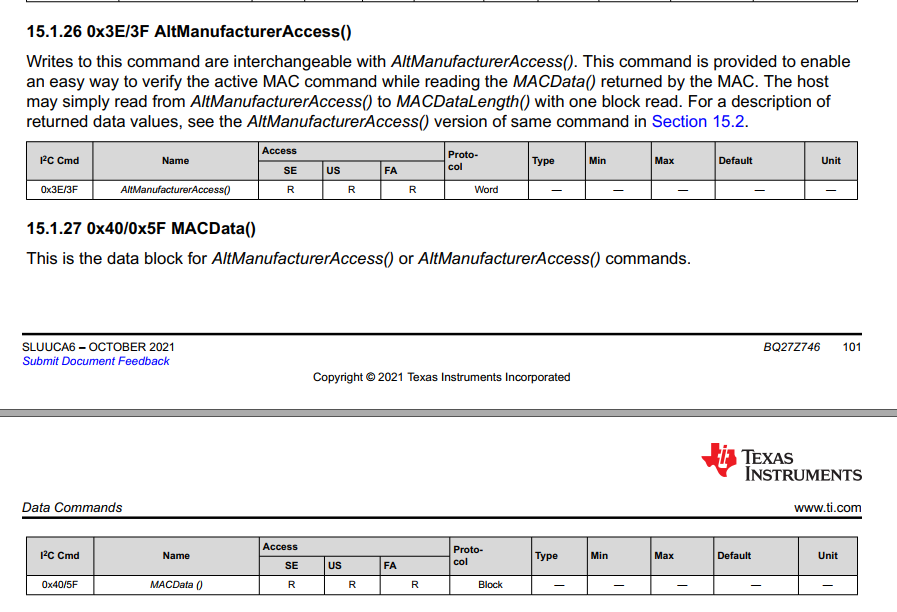 15.1.26 0x3E/3F AltManufacturerAccess()
Writes to this command are interchangeable with AltManufacturerAccess(). This command is provided to enable
an easy way to verify the active MAC command while reading the MACData() returned by the MAC. The host
may simply read from AltManufacturerAccess() to MACDataLength() with one block read. For a description of
returned data values, see the AltManufacturerAccess() version of same command in Section 15.2.
I²C Cmd Name Access Proto-col Type Min Max Default Unit
SE US FA
0x3E/3F AltManufacturerAccess() R R R Word — — — — —
15.1.27 0x40/0x5F MACData()
This is the data block for AltManufacturerAccess() or AltManufacturerAccess() commands.
SLUUCA6 – OCTOBER 2021 BQ27Z746 101
Submit Document Feedback
Copyright © 2021 Texas Instruments Incorporated
TEXAS
INSTRUMENTS
Data Commands www.ti.com
I²C Cmd Name Access Proto-col Type Min Max Default Unit
SE US FA
0x40/5F MACData () R R R Block — — — — —